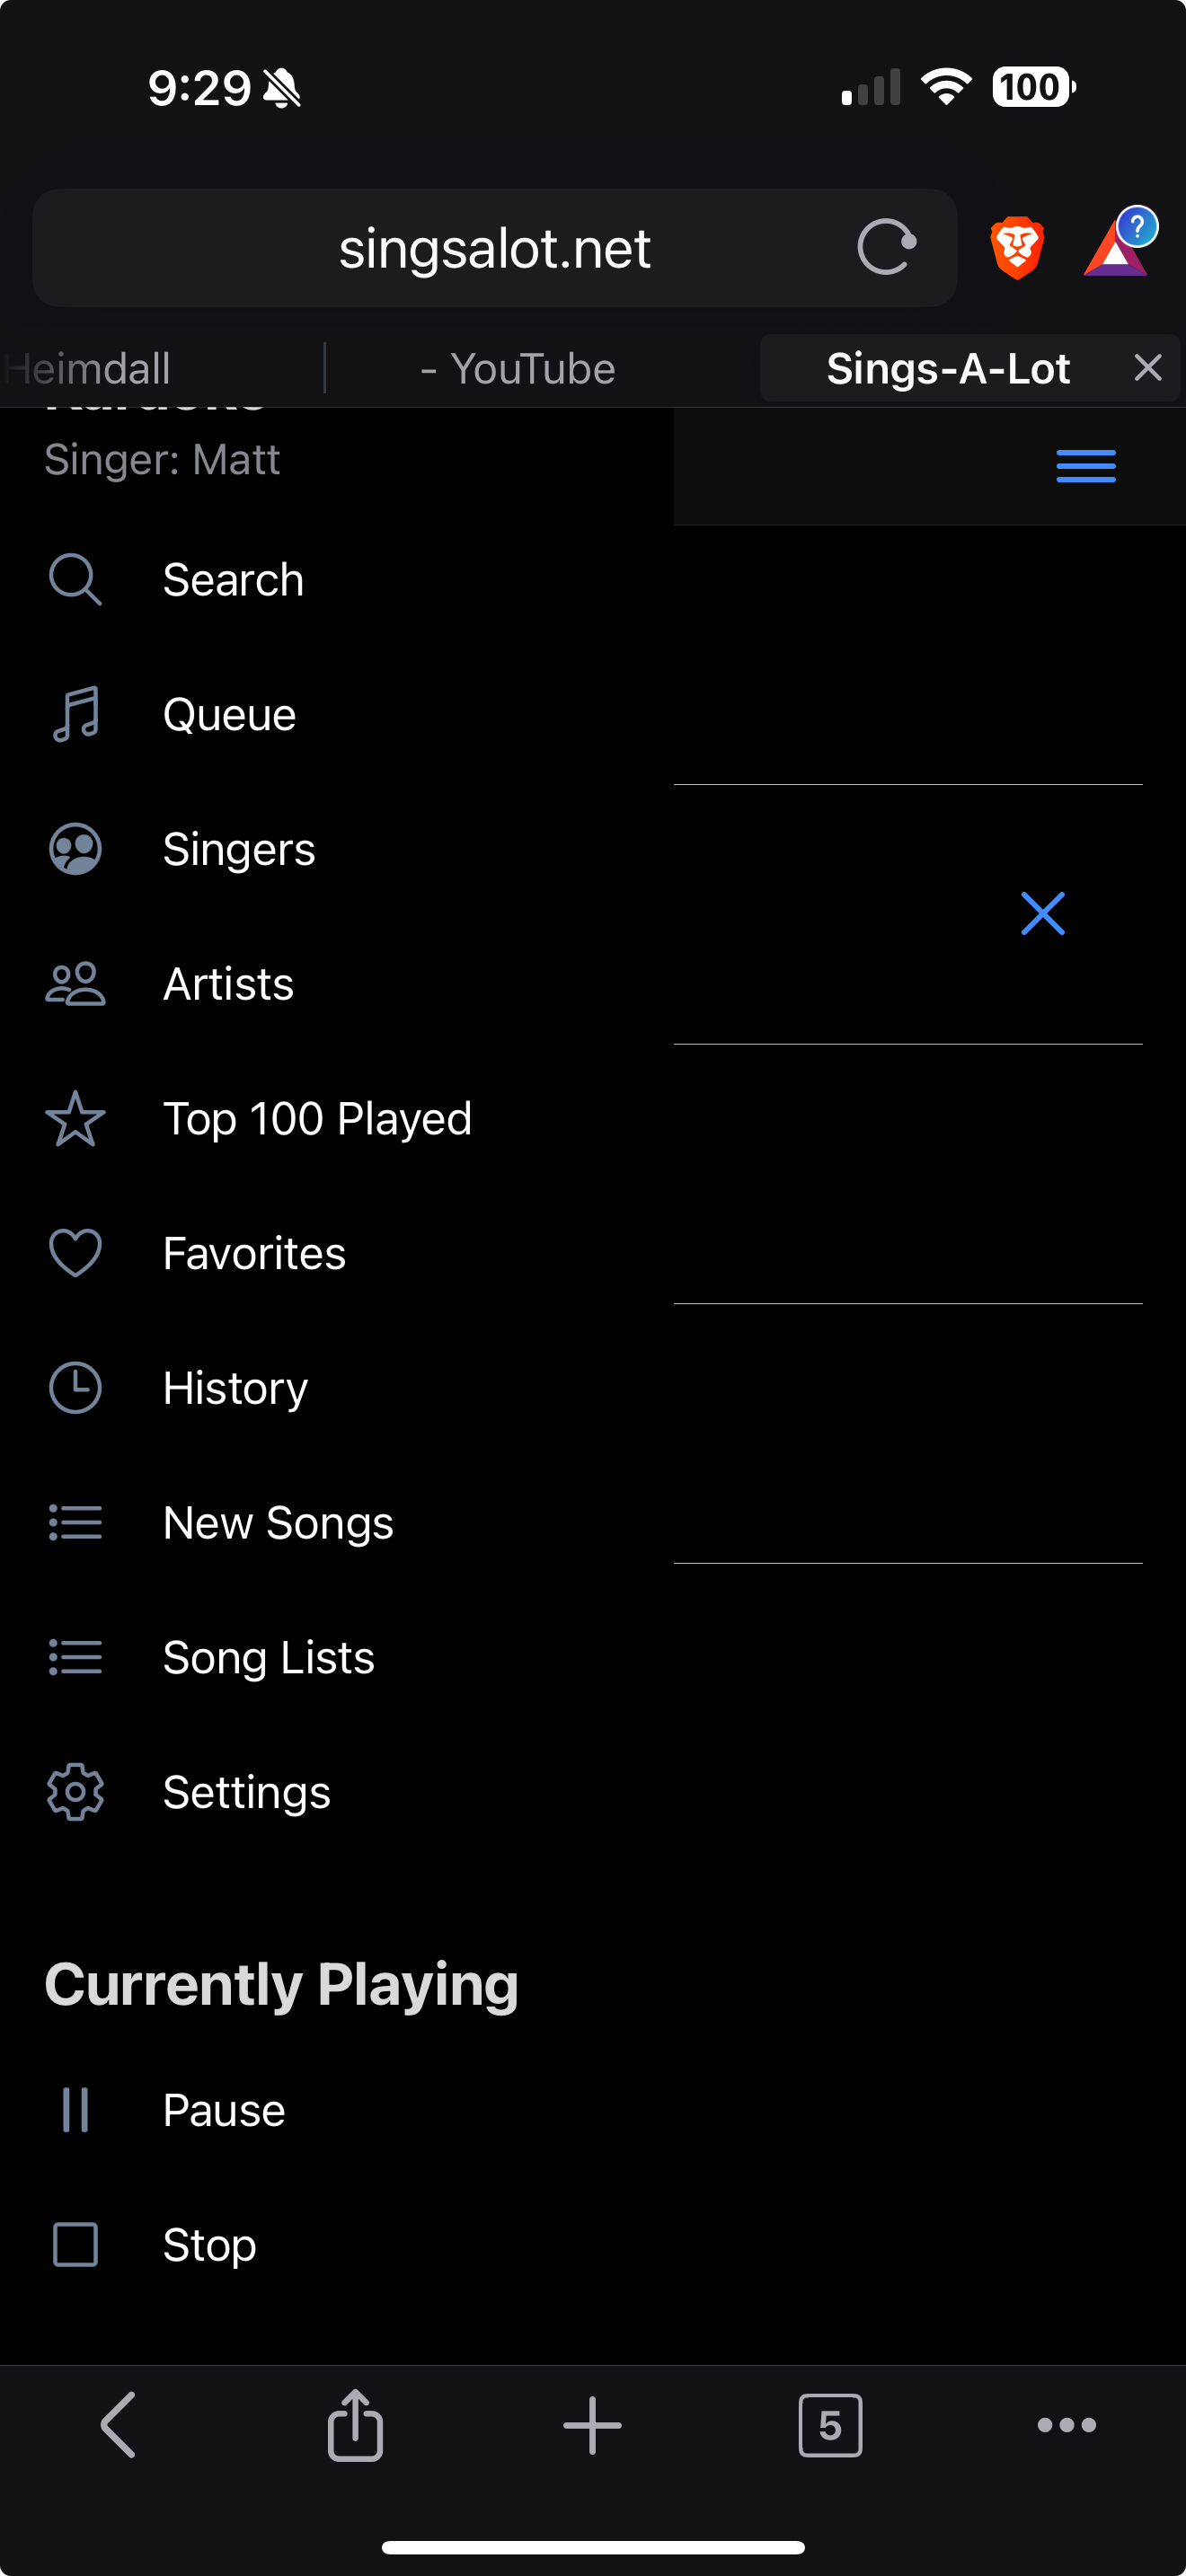 9:29
100
singsalot.net
?
Heimdall
- YouTube
Sings-A-Lot
Karaoke
Singer: Matt
Search
Queue
Singers
Artists
Top 100 Played
Favorites
History
New Songs
Song Lists
Settings
Currently Playing
Pause
Stop
5